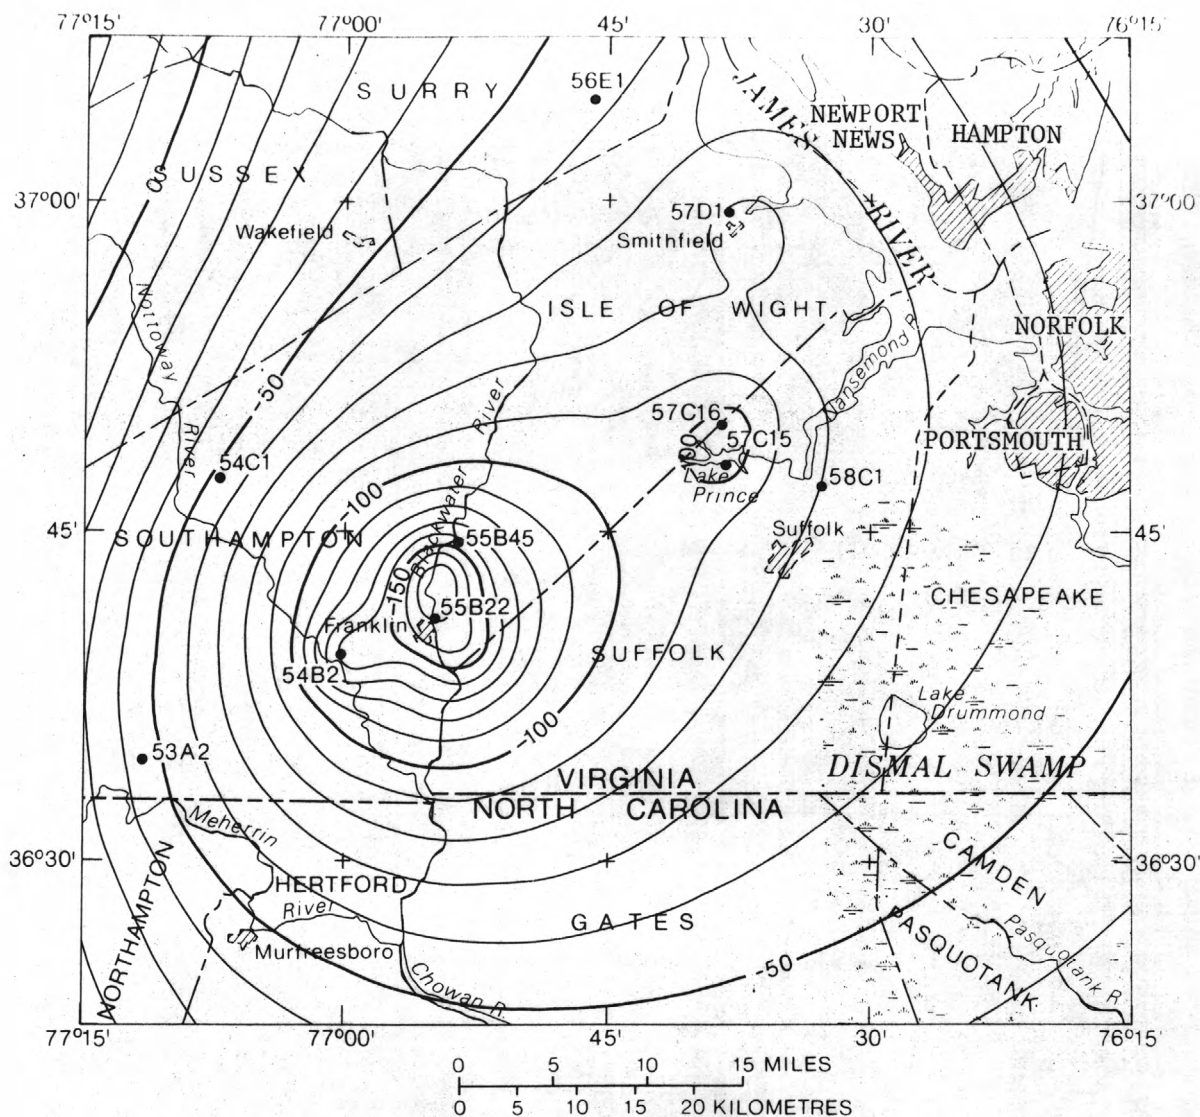 77°15' 77°00' 45' 30' 76°15'
SURRY
56E1
JAMES
RIVER
NEWPORT
NEWS
HAMPTON
SUSSEX
0
37°00' 37°00'
Wakefield
57D1
Smithfield
Nottoway
River
ISLE OF WIGHT
Nansemond R.
NORFOLK
-50
River
57C16
57C15
PORTSMOUTH
54C1
100
Lake
Prince
58C1
-100
Blackwater
Suffolk
45' 45'
SOUTHAMPTON
55B45
-150
55B22
CHESAPEAKE
Franklin
SUFFOLK
54B2
Lake
Drummond
-100
53A2
VIRGINIA
DISMAL SWAMP
NORTH CAROLINA
Meherrin
River
36°30' 36°30'
CAMDEN
HERTFORD
NORTHAMPTON
GATES
PASQUOTANK
Pasquotank R.
Murfreesboro
-50
Chowan R.
77°15' 77°00' 45' 30' 76°15'
0 5 10 15 MILES
0 5 10 15 20 KILOMETRES